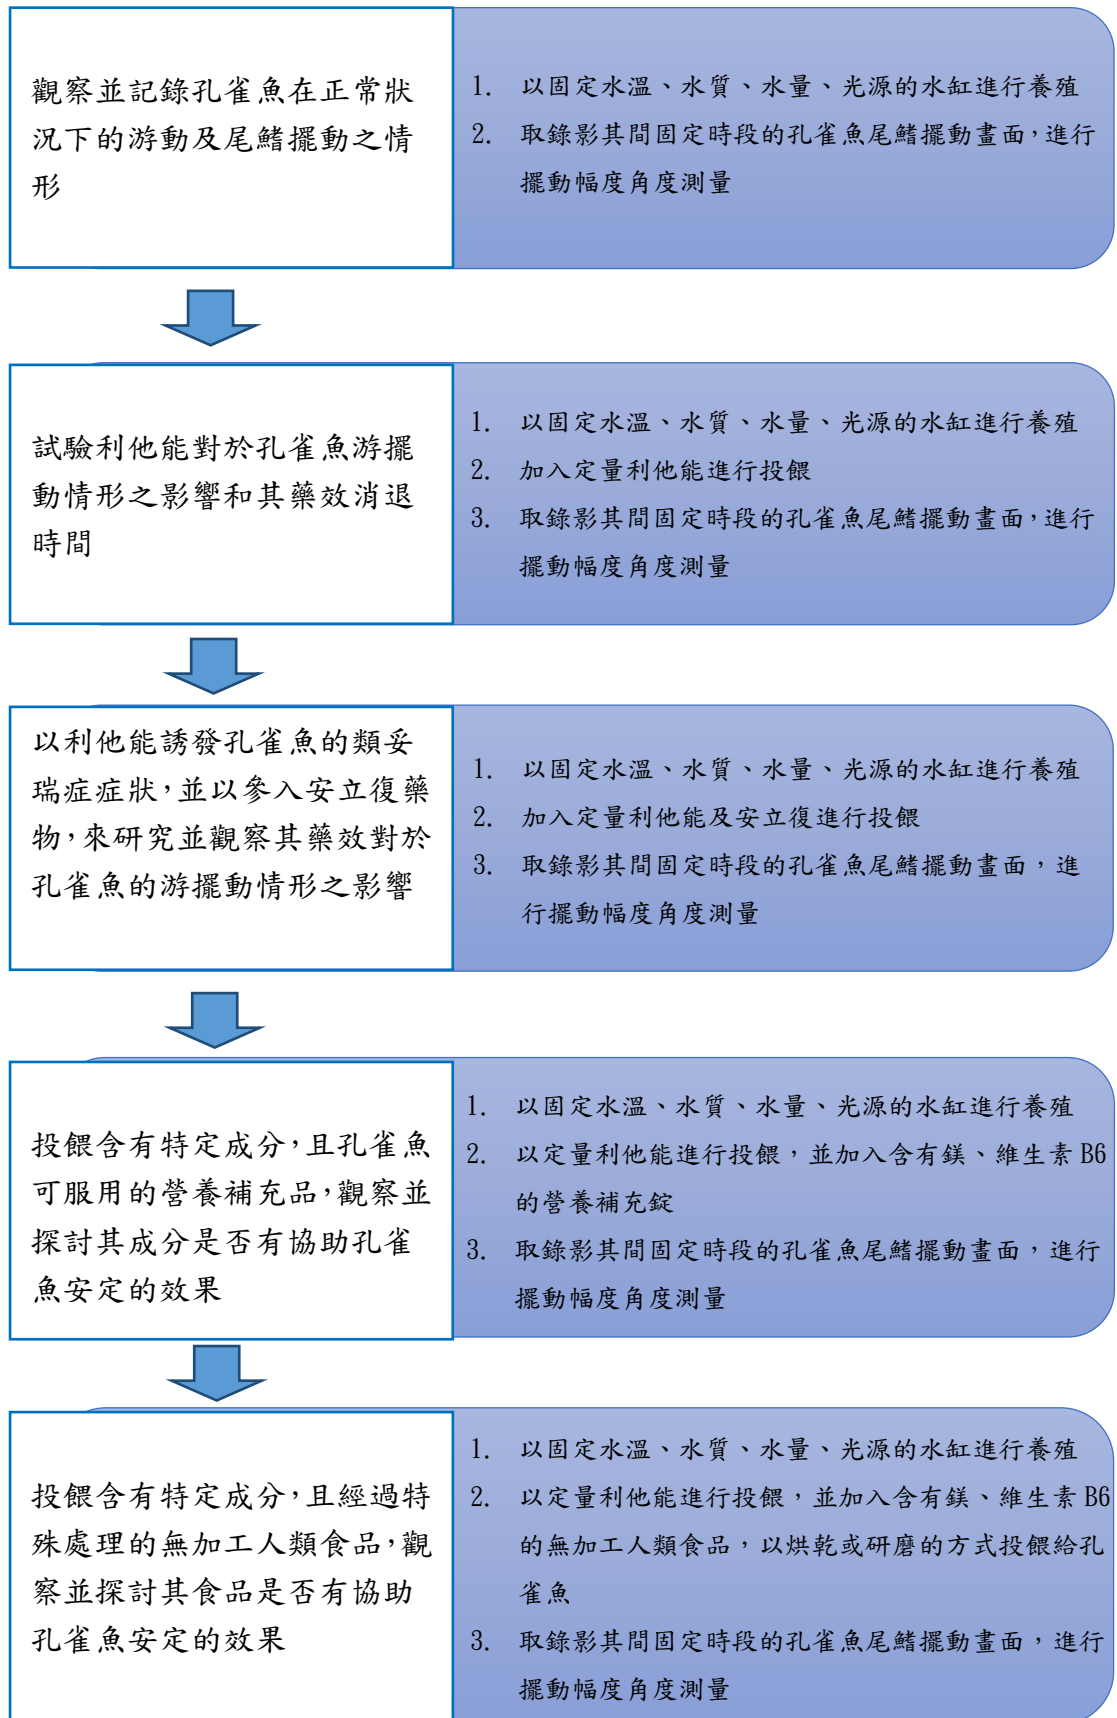 觀察並記錄孔雀魚在正常狀
況下的游動及尾鰭擺動之情
形
1. 以固定水溫、水質、水量、光源的水缸進行養殖
2. 取錄影其間固定時段的孔雀魚尾鰭擺動畫面，進行
擺動幅度角度測量
試驗利他能對於孔雀魚游擺
動情形之影響和其藥效消退
時間
1. 以固定水溫、水質、水量、光源的水缸進行養殖
2. 加入定量利他能進行投餵
3. 取錄影其間固定時段的孔雀魚尾鰭擺動畫面，進行
擺動幅度角度測量
以利他能誘發孔雀魚的類妥
瑞症症狀，並以參入安立復藥
物，來研究並觀察其藥效對於
孔雀魚的游擺動情形之影響
1. 以固定水溫、水質、水量、光源的水缸進行養殖
2. 加入定量利他能及安立復進行投餵
3. 取錄影其間固定時段的孔雀魚尾鰭擺動畫面，進
行擺動幅度角度測量
投餵含有特定成分，且孔雀魚
可服用的營養補充品，觀察並
探討其成分是否有協助孔雀
魚安定的效果
1. 以固定水溫、水質、水量、光源的水缸進行養殖
2. 以定量利他能進行投餵，並加入含有鎂、維生素 B6
的營養補充錠
3. 取錄影其間固定時段的孔雀魚尾鰭擺動畫面，進行
擺動幅度角度測量
投餵含有特定成分，且經過特
殊處理的無加工人類食品，觀
察並探討其食品是否有協助
孔雀魚安定的效果
1. 以固定水溫、水質、水量、光源的水缸進行養殖
2. 以定量利他能進行投餵，並加入含有鎂、維生素 B6
的無加工人類食品，以烘乾或研磨的方式投餵給孔
雀魚
3. 取錄影其間固定時段的孔雀魚尾鰭擺動畫面，進行
擺動幅度角度測量